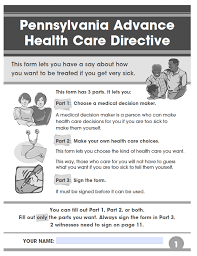 Pennsylvania Advance
Health Care Directive
This form lets you have a say about how
you want to be treated if you get very sick.
This form has 3 parts. It lets you:
Part 1: Choose a medical decision maker.
A medical decision maker is a person who can make
health care decisions for you if you are too sick to
make them yourself.
Part 2: Make your own health care choices.
This form lets you choose the kind of health care you want.
This way, those who care for you will not have to guess
what you want if you are too sick to tell them yourself.
Part 3: Sign the form.
It must be signed before it can be used.
You can fill out Part 1, Part 2, or both.
Fill out only the parts you want. Always sign the form in Part 3.
2 witnesses need to sign on page 11.
YOUR NAME:
1